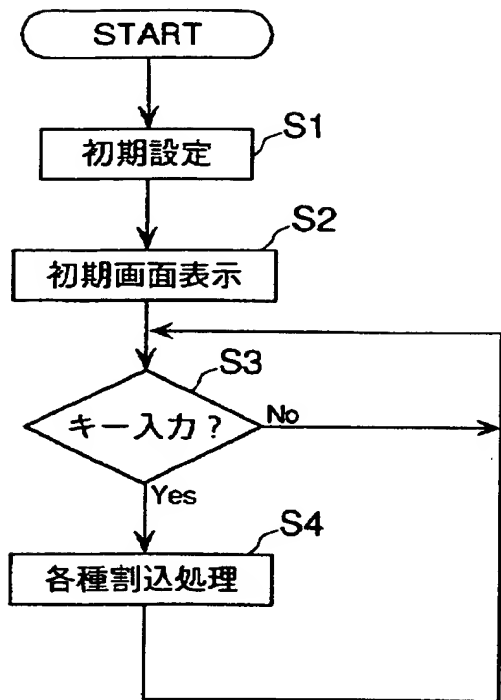 START
S1
初期設定
S2
初期画面表示
S3
キー入力？
No
Yes
S4
各種割込処理